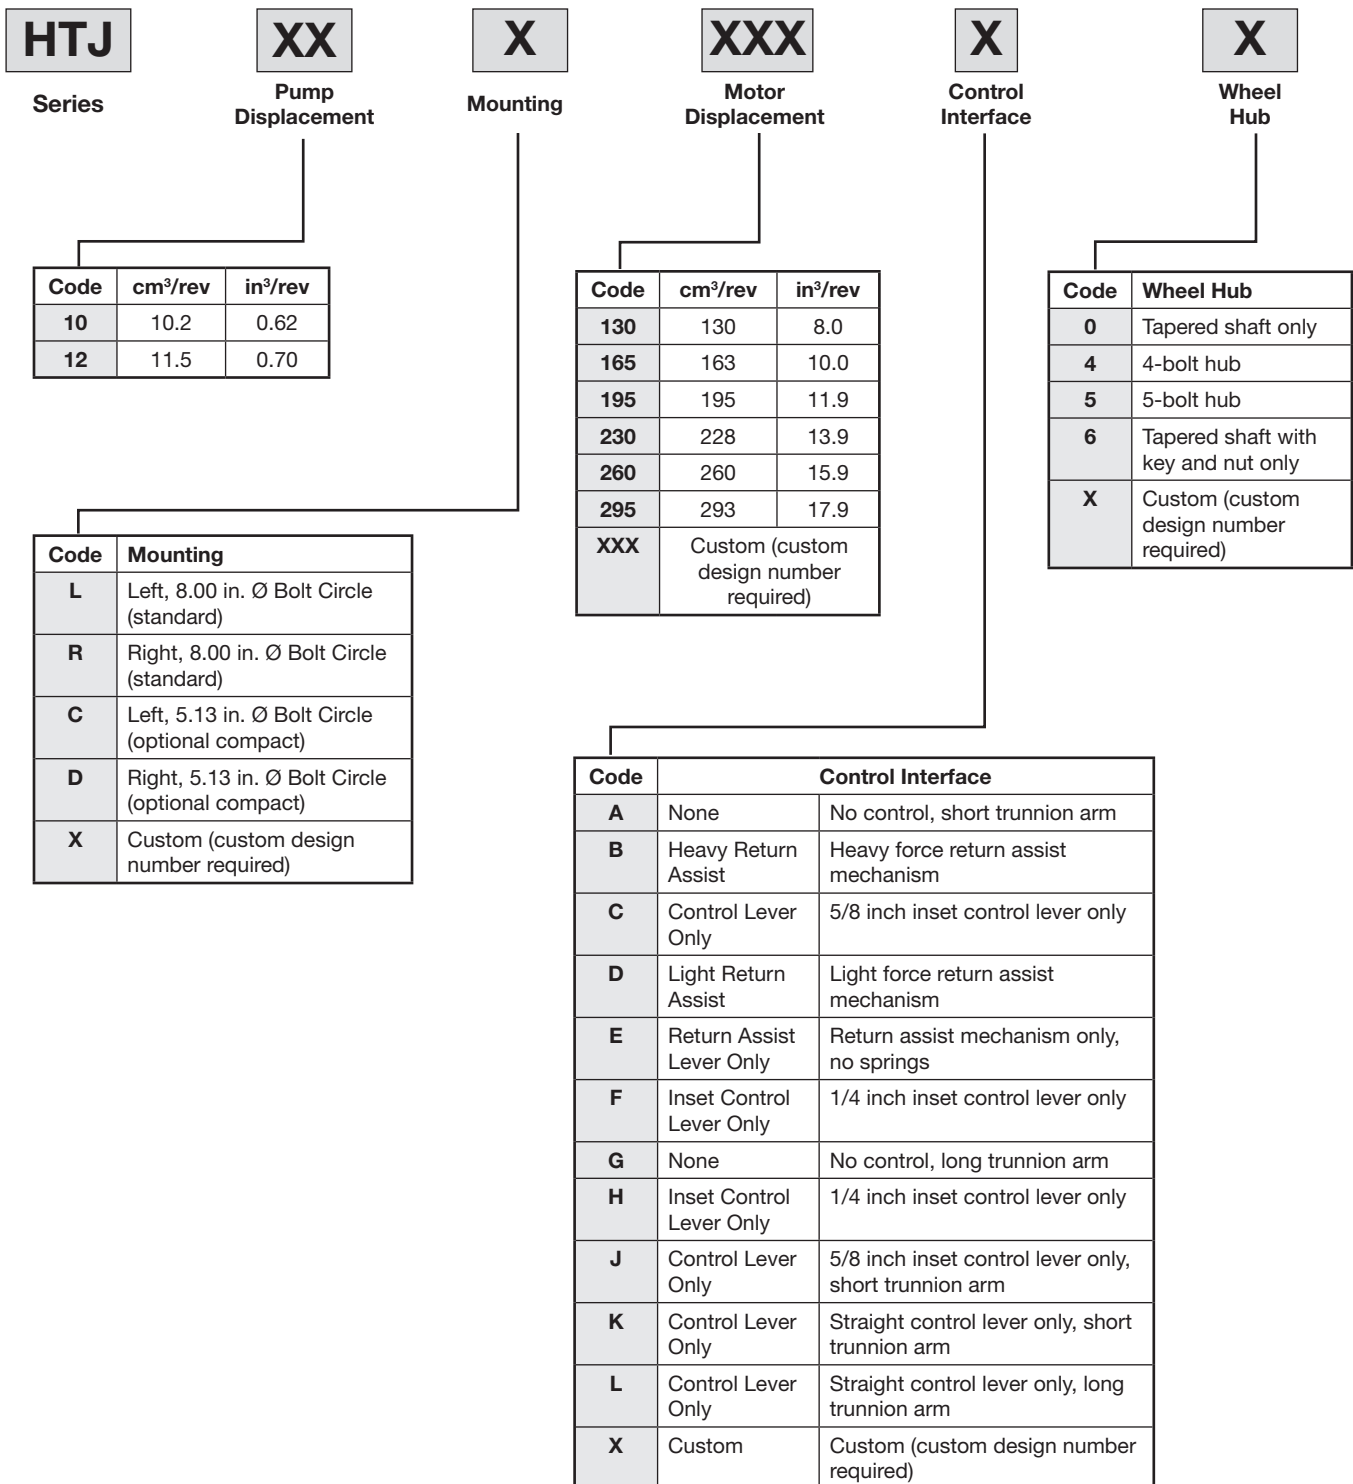 HTJ XX X XXX X X
Series
Pump
Displacement
Mounting
Motor
Displacement
Control
Interface
Wheel
Hub
Code cm³/rev in³/rev
10 10.2 0.62
12 11.5 0.70
Code Mounting
L Left, 8.00 in. Ø Bolt Circle
(standard)
R Right, 8.00 in. Ø Bolt Circle
(standard)
C Left, 5.13 in. Ø Bolt Circle
(optional compact)
D Right, 5.13 in. Ø Bolt Circle
(optional compact)
X Custom (custom design
number required)
Code cm³/rev in³/rev
130 130 8.0
165 163 10.0
195 195 11.9
230 228 13.9
260 260 15.9
295 293 17.9
XXX Custom (custom
design number
required)
Code Wheel Hub
0 Tapered shaft only
4 4-bolt hub
5 5-bolt hub
6 Tapered shaft with
key and nut only
X Custom (custom
design number
required)
Code Control Interface
A None No control, short trunnion arm
B Heavy Return Heavy force return assist
Assist mechanism
C Control Lever 5/8 inch inset control lever only
Only
D Light Return Light force return assist
Assist mechanism
E Return Assist Return assist mechanism only,
Lever Only no springs
F Inset Control 1/4 inch inset control lever only
Lever Only
G None No control, long trunnion arm
H Inset Control 1/4 inch inset control lever only
Lever Only
J Control Lever 5/8 inch inset control lever only,
Only short trunnion arm
K Control Lever Straight control lever only, short
Only trunnion arm
L Control Lever Straight control lever only, long
Only trunnion arm
X Custom Custom (custom design number
required)